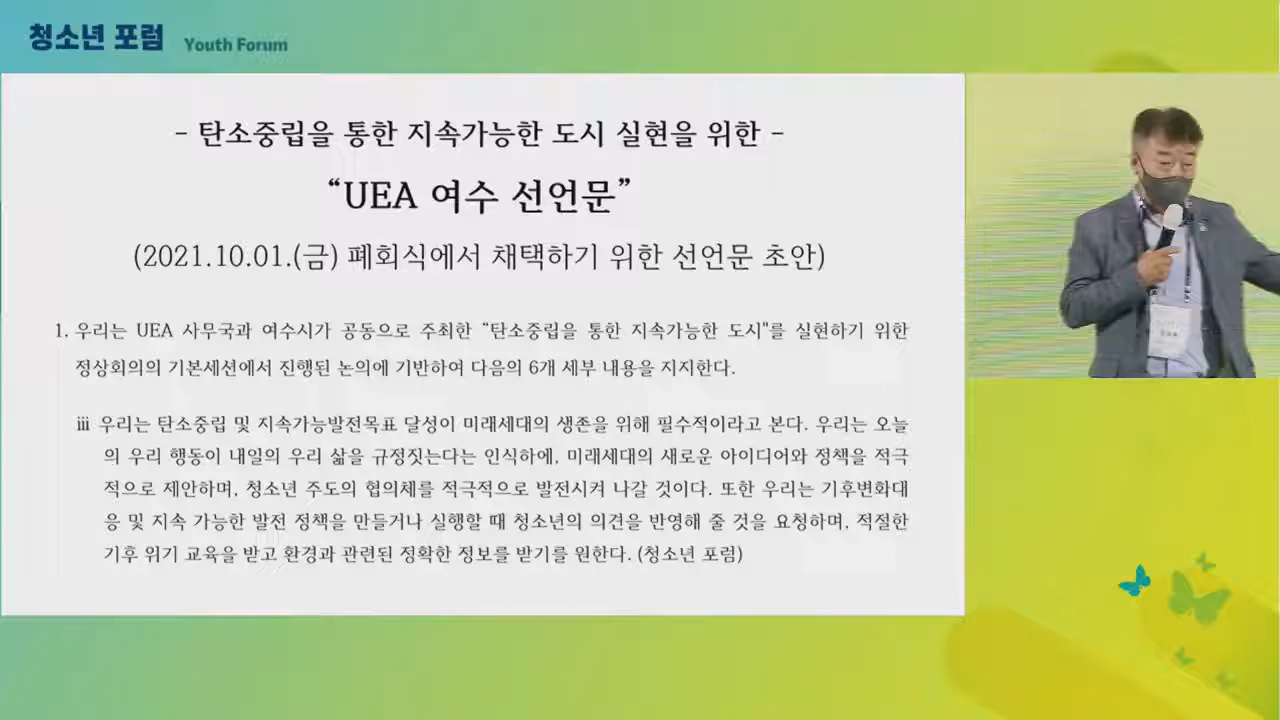 청소년 포럼 Youth Forum
- 탄소중립을 통한 지속가능한 도시 실현을 위한 -
“UEA 여수 선언문”
(2021.10.01.(금) 폐회식에서 채택하기 위한 선언문 초안)
1. 우리는 UEA 사무국과 여수시가 공동으로 주최한 “탄소중립을 통한 지속가능한 도시"를 실현하기 위한
정상회의의 기본세션에서 진행된 논의에 기반하여 다음의 6개 세부 내용을 지지한다.
ⅲ 우리는 탄소중립 및 지속가능발전목표 달성이 미래세대의 생존을 위해 필수적이라고 본다. 우리는 오늘
의 우리 행동이 내일의 우리 삶을 규정짓는다는 인식하에, 미래세대의 새로운 아이디어와 정책을 적극
적으로 제안하며, 청소년 주도의 협의체를 적극적으로 발전시켜 나갈 것이다. 또한 우리는 기후변화대
응 및 지속 가능한 발전 정책을 만들거나 실행할 때 청소년의 의견을 반영해 줄 것을 요청하며, 적절한
기후 위기 교육을 받고 환경과 관련된 정확한 정보를 받기를 원한다. (청소년 포럼)